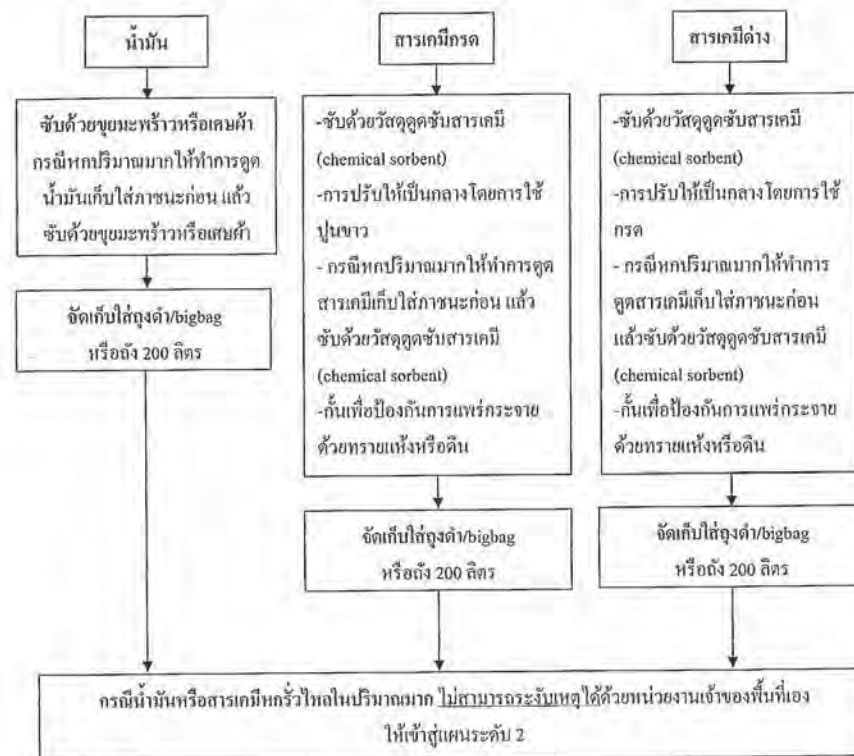 น้ำมัน
ซับด้วยขุยมะพร้าวหรือเศษผ้า
กรณีหกปริมาณมากให้ทำการดูด
น้ำมันเก็บใส่ภาชนะก่อน แล้ว
ซับด้วยขุยมะพร้าวหรือเศษผ้า
จัดเก็บใส่ถุงดำ/bigbag
หรือถัง 200 ลิตร
สารเคมีกรด
-ซับด้วยวัสดุดูดซับสารเคมี
(chemical sorbent)
-การปรับให้เป็นกลางโดยการใช้
ปูนขาว
- กรณีหกปริมาณมากให้ทำการดูด
สารเคมีเก็บใส่ภาชนะก่อน แล้ว
ซับด้วยวัสดุดูดซับสารเคมี
(chemical sorbent)
-กั้นเพื่อป้องกันการแพร่กระจาย
ด้วยทรายแห้งหรือดิน
จัดเก็บใส่ถุงดำ/bigbag
หรือถัง 200 ลิตร
สารเคมีด่าง
-ซับด้วยวัสดุดูดซับสารเคมี
(chemical sorbent)
-การปรับให้เป็นกลางโดยการใช้
กรด
- กรณีหกปริมาณมากให้ทำการ
ดูดสารเคมีเก็บใส่ภาชนะก่อน
แล้วซับด้วยวัสดุดูดซับสารเคมี
(chemical sorbent)
-กั้นเพื่อป้องกันการแพร่กระจาย
ด้วยทรายแห้งหรือดิน
จัดเก็บใส่ถุงดำ/bigbag
หรือถัง 200 ลิตร
กรณีน้ำมันหรือสารเคมีหกรั่วไหลในปริมาณมาก ไม่สามารถระงับเหตุได้ด้วยหน่วยงานเจ้าของพื้นที่เอง
ให้เข้าสู่แผนระดับ 2